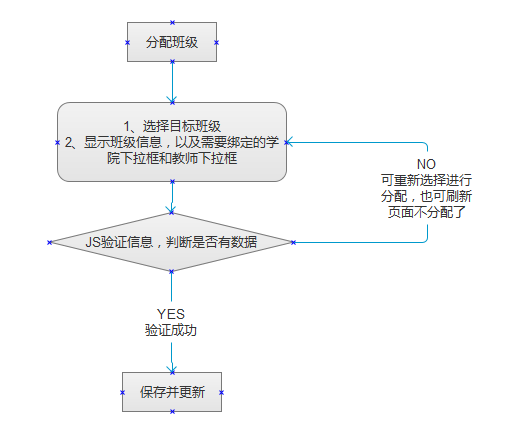 分配班级
1、选择目标班级
2、显示班级信息，以及需要绑定的学
院下拉框和教师下拉框
NO
可重新选择进行
分配，也可刷新
页面不分配了
JS验证信息，判断是否有数据
YES
验证成功
保存并更新